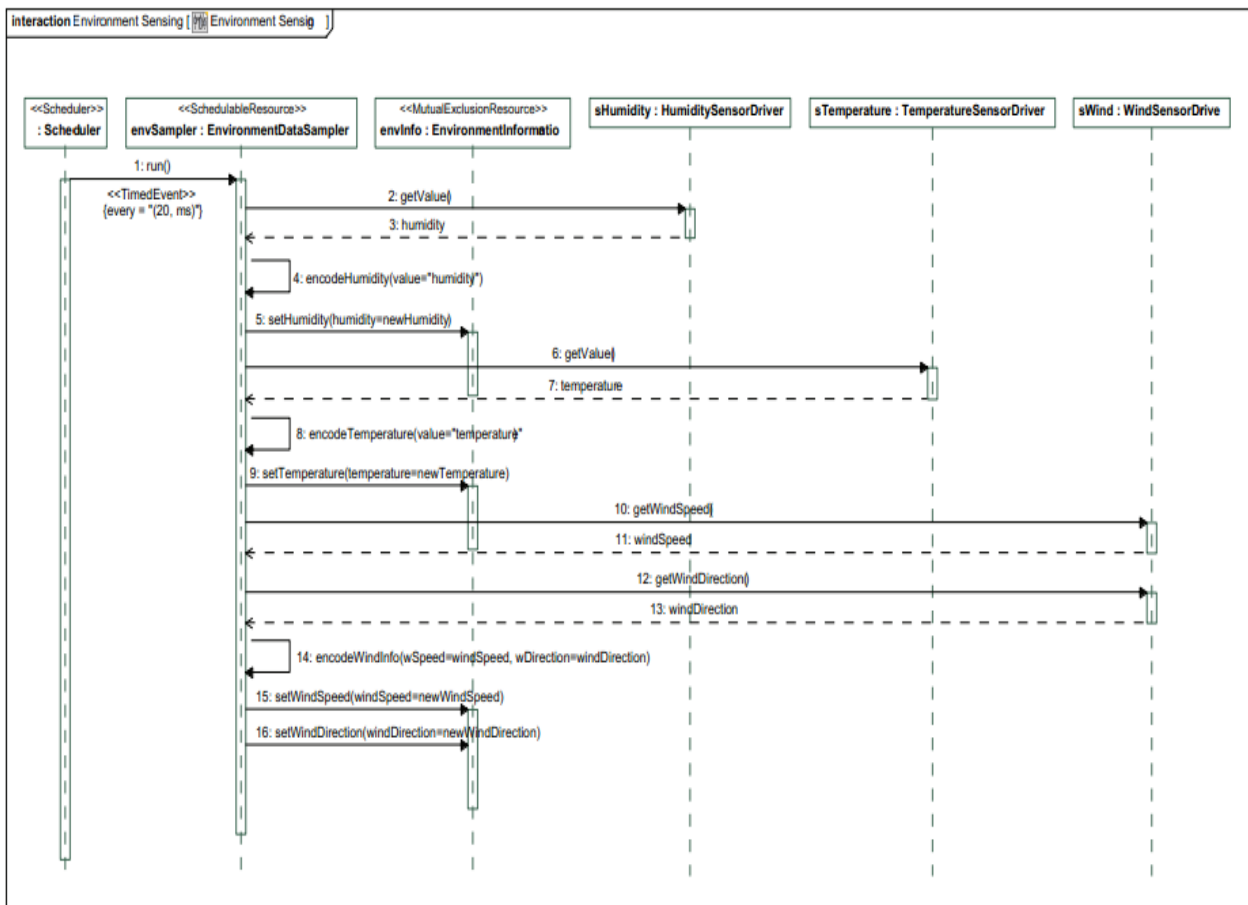 interaction Environment Sensing [ Environment Sensig ]
<<Scheduler>>
: Scheduler
<<SchedulableResource>>
envSampler : EnvironmentDataSampler
<<MutualExclusionResource>>
envInfo : EnvironmentInformatio
sHumidity : HumiditySensorDriver
sTemperature : TemperatureSensorDriver
sWind : WindSensorDrive
1: run()
<<TimedEvent>>
{every = "(20, ms)"}
2: getValue()
3: humidity
4: encodeHumidity(value="humidity")
5: setHumidity(humidity=newHumidity)
6: getValue()
7: temperature
8: encodeTemperature(value="temperature"
9: setTemperature(temperature=newTemperature)
10: getWindSpeed()
11: windSpeed
12: getWindDirection()
13: windDirection
14: encodeWindInfo(wSpeed=windSpeed, wDirection=windDirection)
15: setWindSpeed(windSpeed=newWindSpeed)
16: setWindDirection(windDirection=newWindDirection)